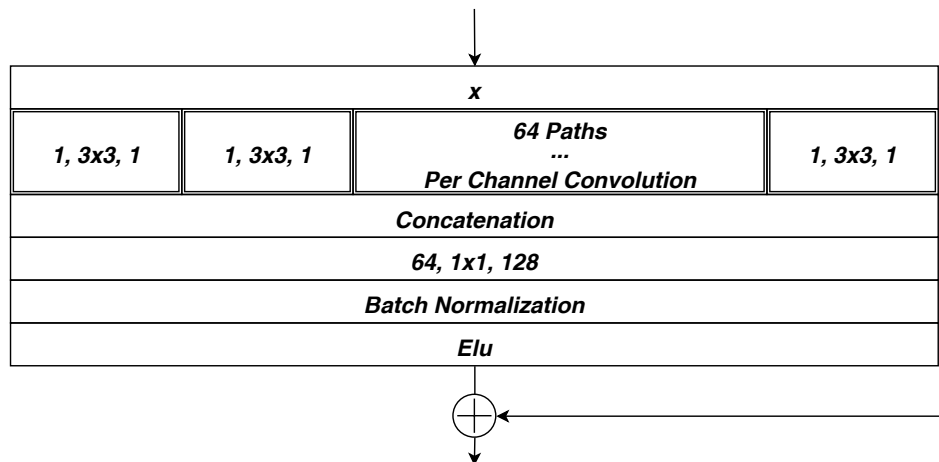 x
1, 3x3, 1
1, 3x3, 1
64 Paths
...
Per Channel Convolution
1, 3x3, 1
Concatenation
64, 1x1, 128
Batch Normalization
Elu